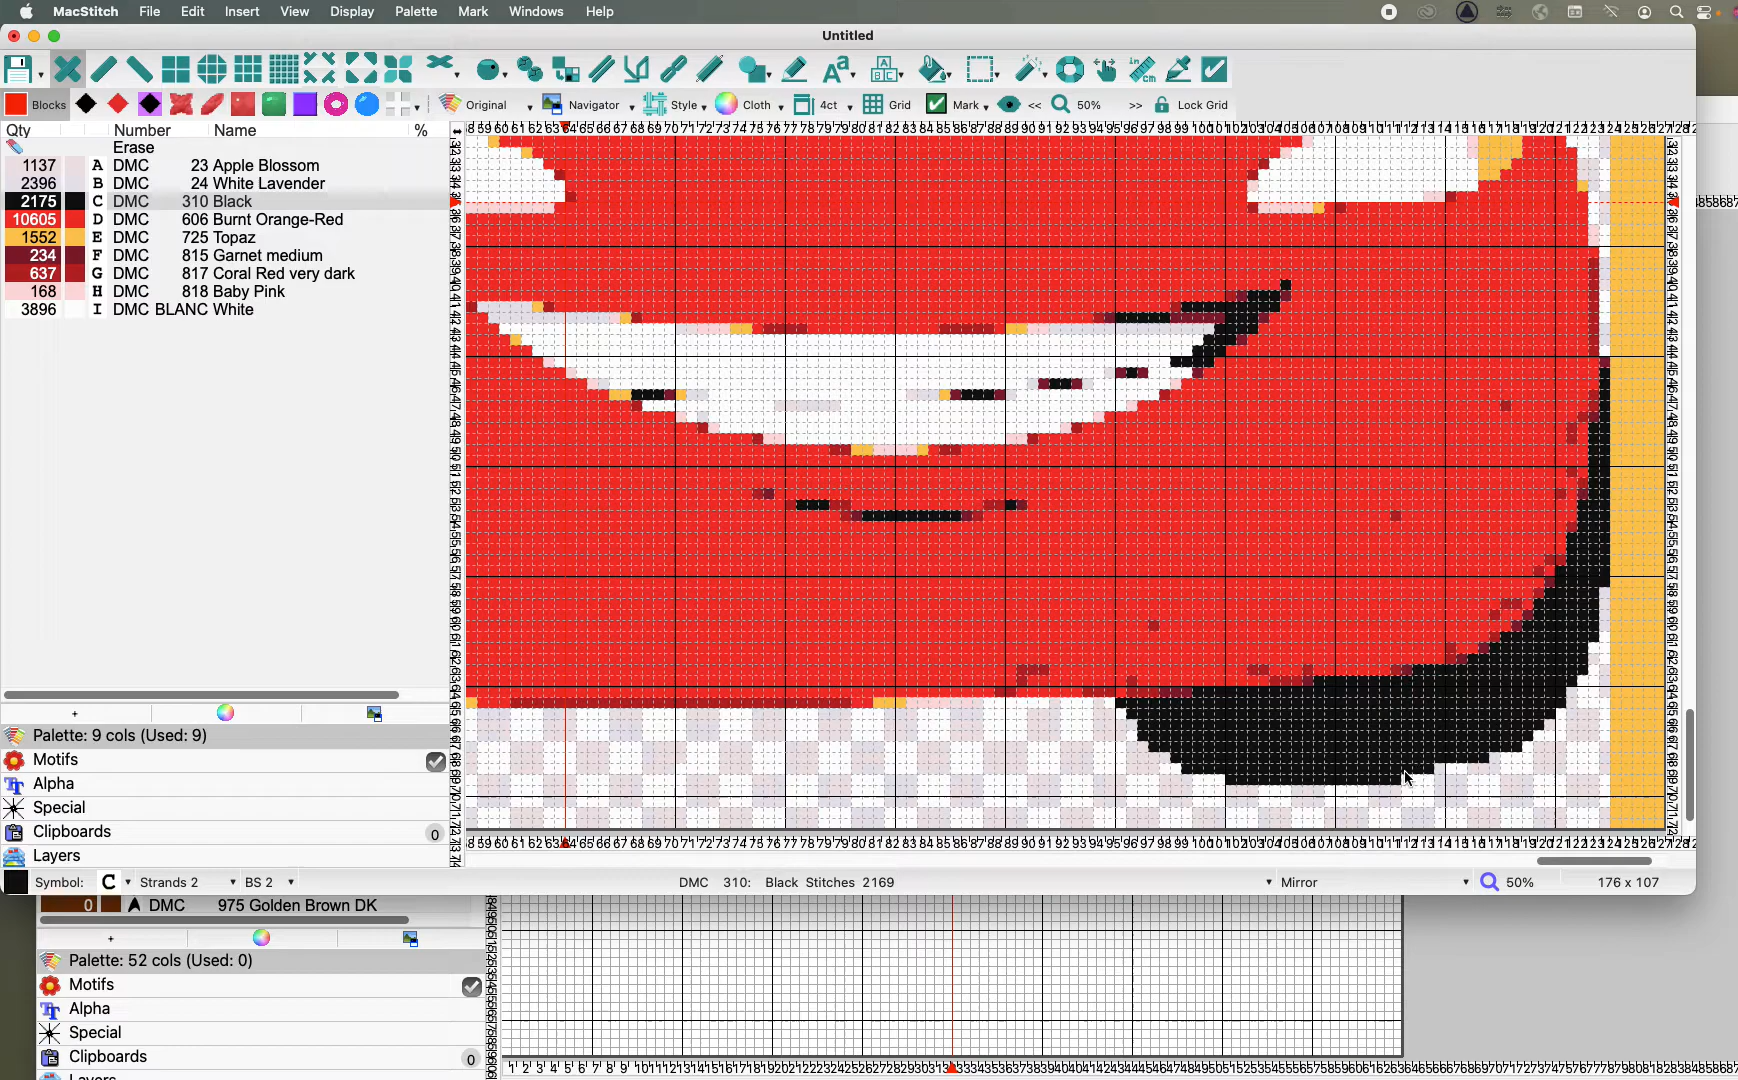 MacStitch File Edit Insert View Display Palette Mark Windows Help
Untitled
Blocks Original Navigator Style Cloth 4ct Grid Mark << 50% >> Lock Grid
Qty Number Name %
Erase
1137 A DMC 23 Apple Blossom
2396 B DMC 24 White Lavender
2175 C DMC 310 Black
10605 D DMC 606 Burnt Orange-Red
1552 E DMC 725 Topaz
234 F DMC 815 Garnet medium
637 G DMC 817 Coral Red very dark
168 H DMC 818 Baby Pink
3896 I DMC BLANC White
+
Palette: 9 cols (Used: 9)
Motifs
Alpha
Special
Clipboards 0
Layers
Symbol: C Strands 2 BS 2 DMC 310: Black Stitches 2169 Mirror 50% 176 x 107
0 DMC 975 Golden Brown DK
+
Palette: 52 cols (Used: 0)
Motifs
Alpha
Special
Clipboards 0
Layers